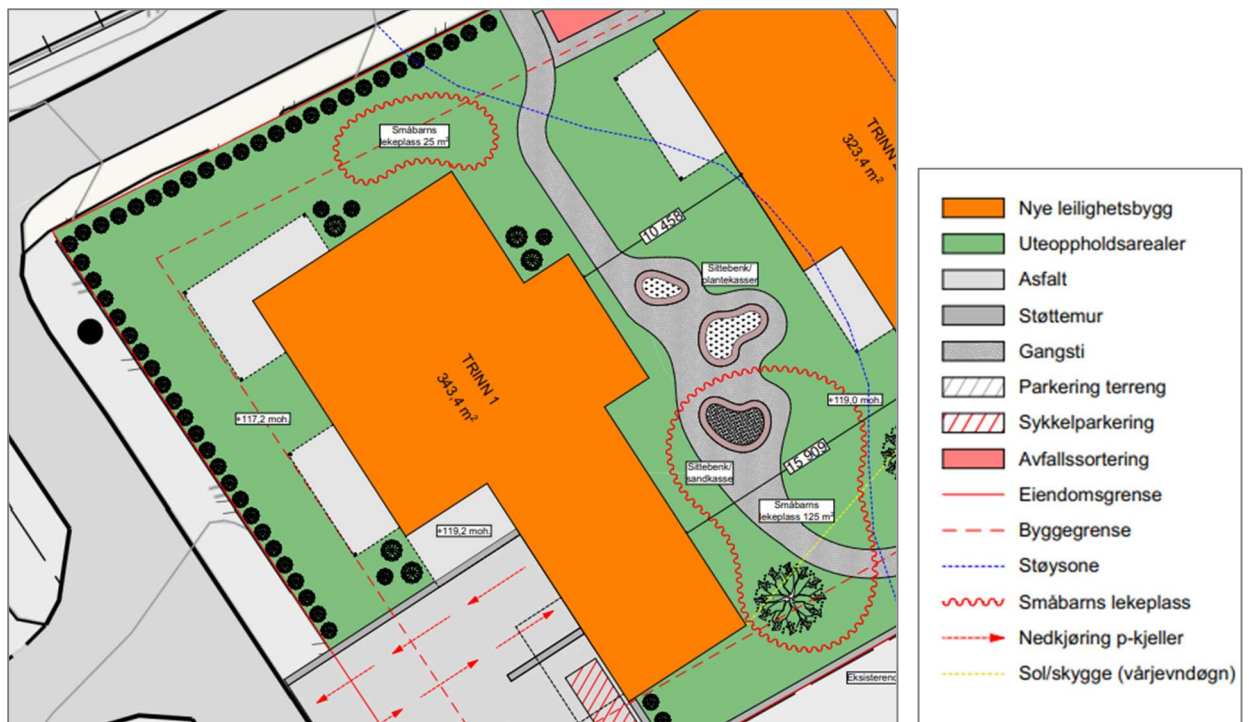 Småbarns
lekeplass 25 m²
TRINN
323,4 m²
10 458
Sittebenk/
plantekasser
TRINN 1
343,4 m²
+117,2 moh.
+119,0 moh.
15 909
Sittebenk/
sandkasse
Småbarns
lekeplass 125 m²
+119,2 moh.
Nye leilighetsbygg
Uteoppholdsarealer
Asfalt
Støttemur
Gangsti
Parkering terreng
Sykkelparkering
Avfallssortering
Eiendomsgrense
Byggegrense
Støysone
Småbarns lekeplass
Nedkjøring p-kjeller
Sol/skygge (vårjevndøgn)